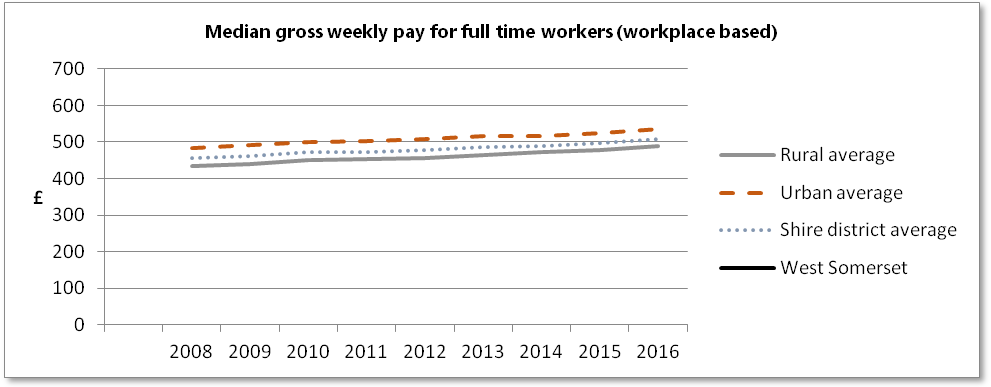 Median gross weekly pay for full time workers (workplace based)
700
600
500
400
300
200
100
0
£
2008 2009 2010 2011 2012 2013 2014 2015 2016
Rural average
Urban average
Shire district average
West Somerset